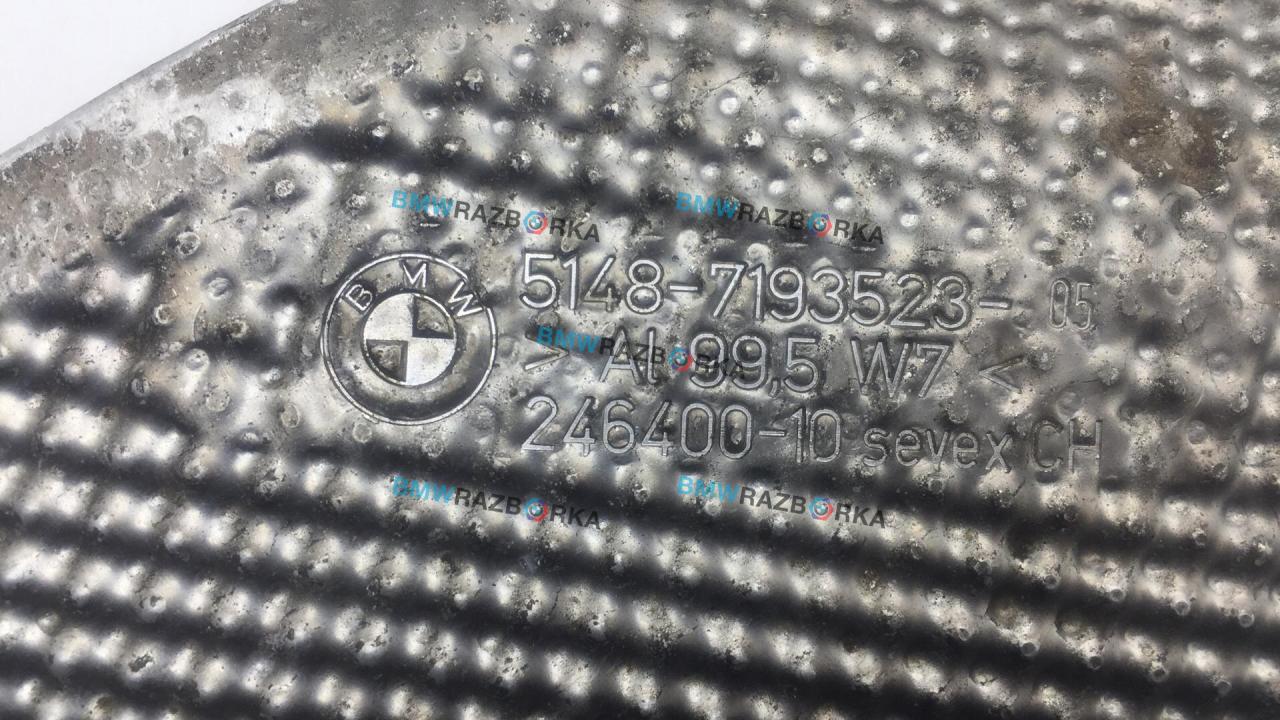 BMWRAZBORKA BMWRAZBORKA
BMW
5148-7193523- 05
> Al 99,5 W7 <
BMWRAZBORKA
246400-10 sevex CH
BMWRAZBORKA BMWRAZBORKA